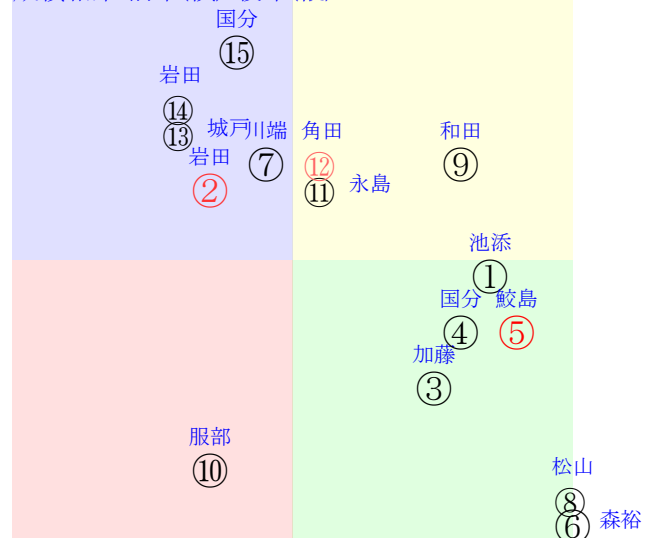 国分
⑮
岩田
⑭
⑬ 城戸
川端
⑦
角田
⑫
⑪ 永島
和田
⑨
岩田
②
池添
①
国分
④
鮫島
⑤
加藤
③
服部
⑩
松山
⑧
⑥ 森裕